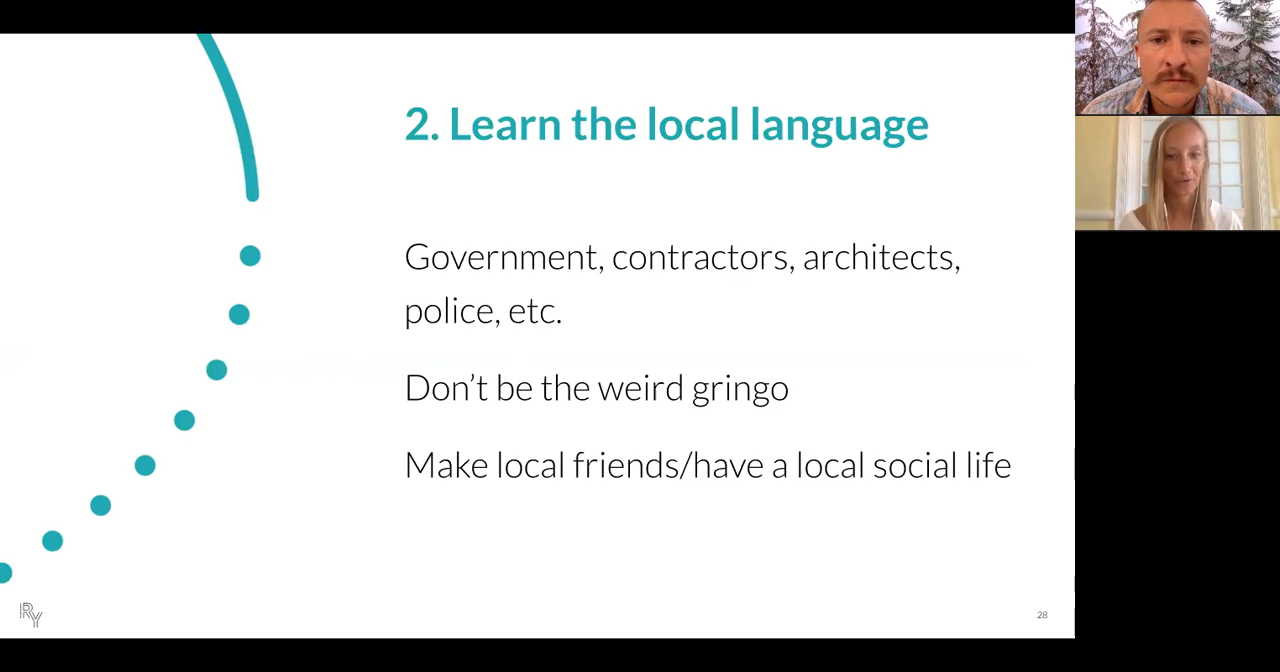 2. Learn the local language
Government, contractors, architects,
police, etc.
Don’t be the weird gringo
Make local friends/have a local social life
RY
28